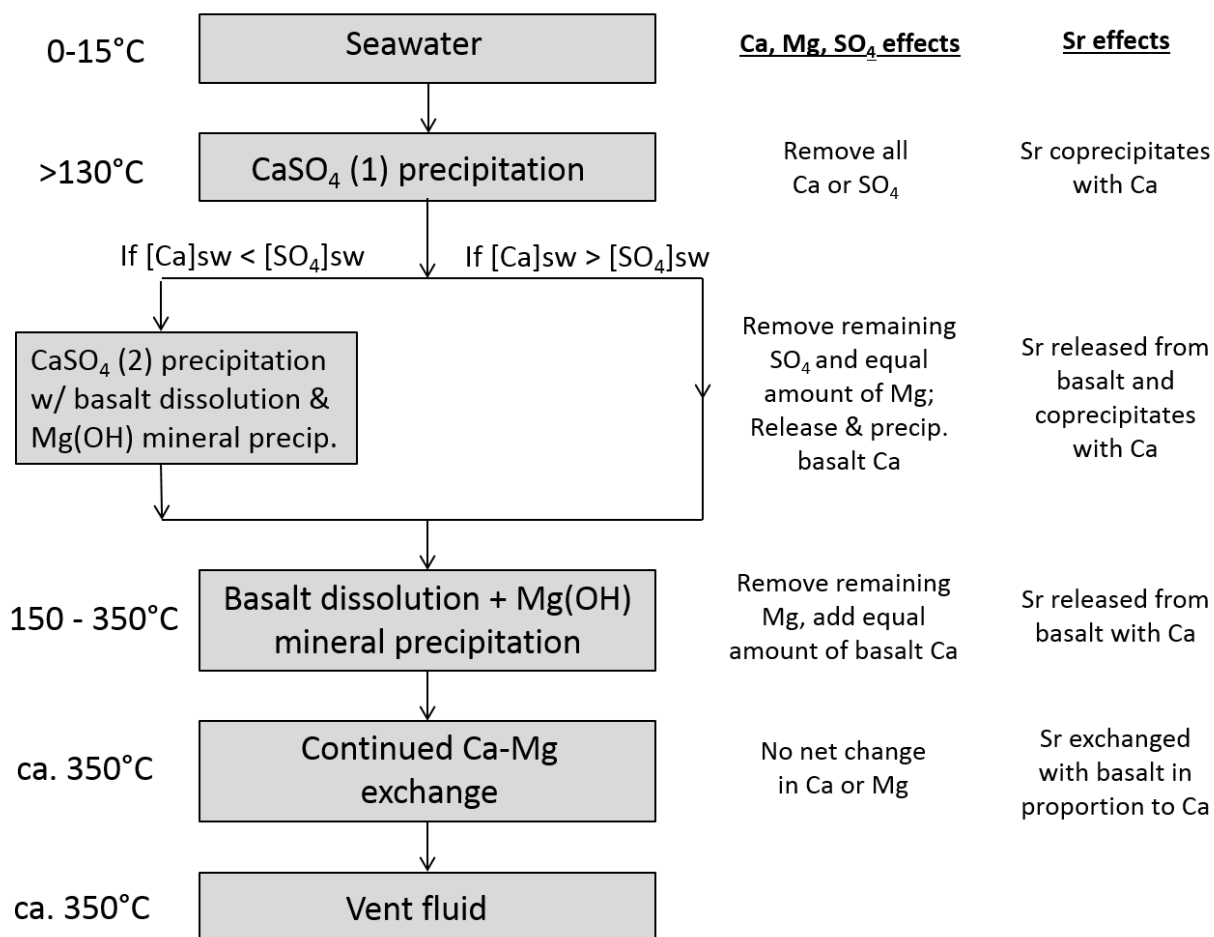 0-15°C
Seawater
Ca, Mg, SO₄ effects
Sr effects
>130°C
CaSO₄ (1) precipitation
Remove all
Ca or SO₄
Sr coprecipitates
with Ca
If [Ca]sw < [SO₄]sw
If [Ca]sw > [SO₄]sw
CaSO₄ (2) precipitation
w/ basalt dissolution &
Mg(OH) mineral precip.
Remove remaining
SO₄ and equal
amount of Mg;
Release & precip.
basalt Ca
Sr released from
basalt and
coprecipitates
with Ca
150 - 350°C
Basalt dissolution + Mg(OH)
mineral precipitation
Remove remaining
Mg, add equal
amount of basalt Ca
Sr released from
basalt with Ca
ca. 350°C
Continued Ca-Mg
exchange
No net change
in Ca or Mg
Sr exchanged
with basalt in
proportion to Ca
ca. 350°C
Vent fluid